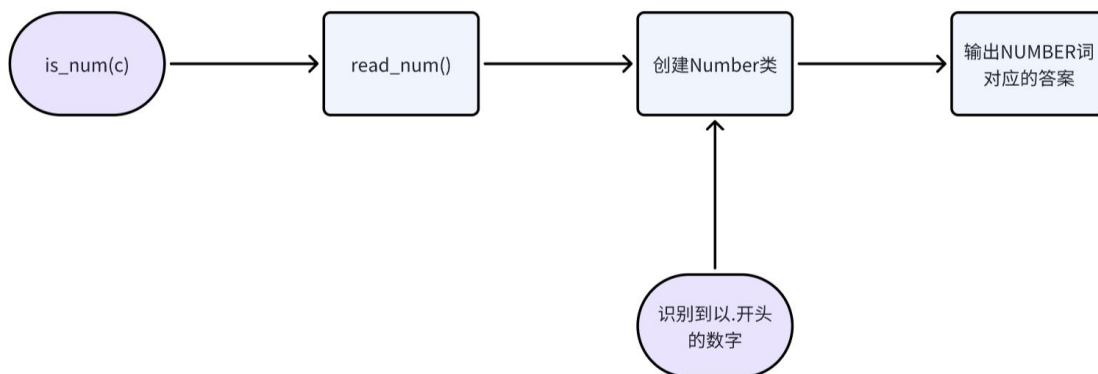 is_num(c)
read_num()
创建Number类
输出NUMBER词
对应的答案
识别到以.开头
的数字